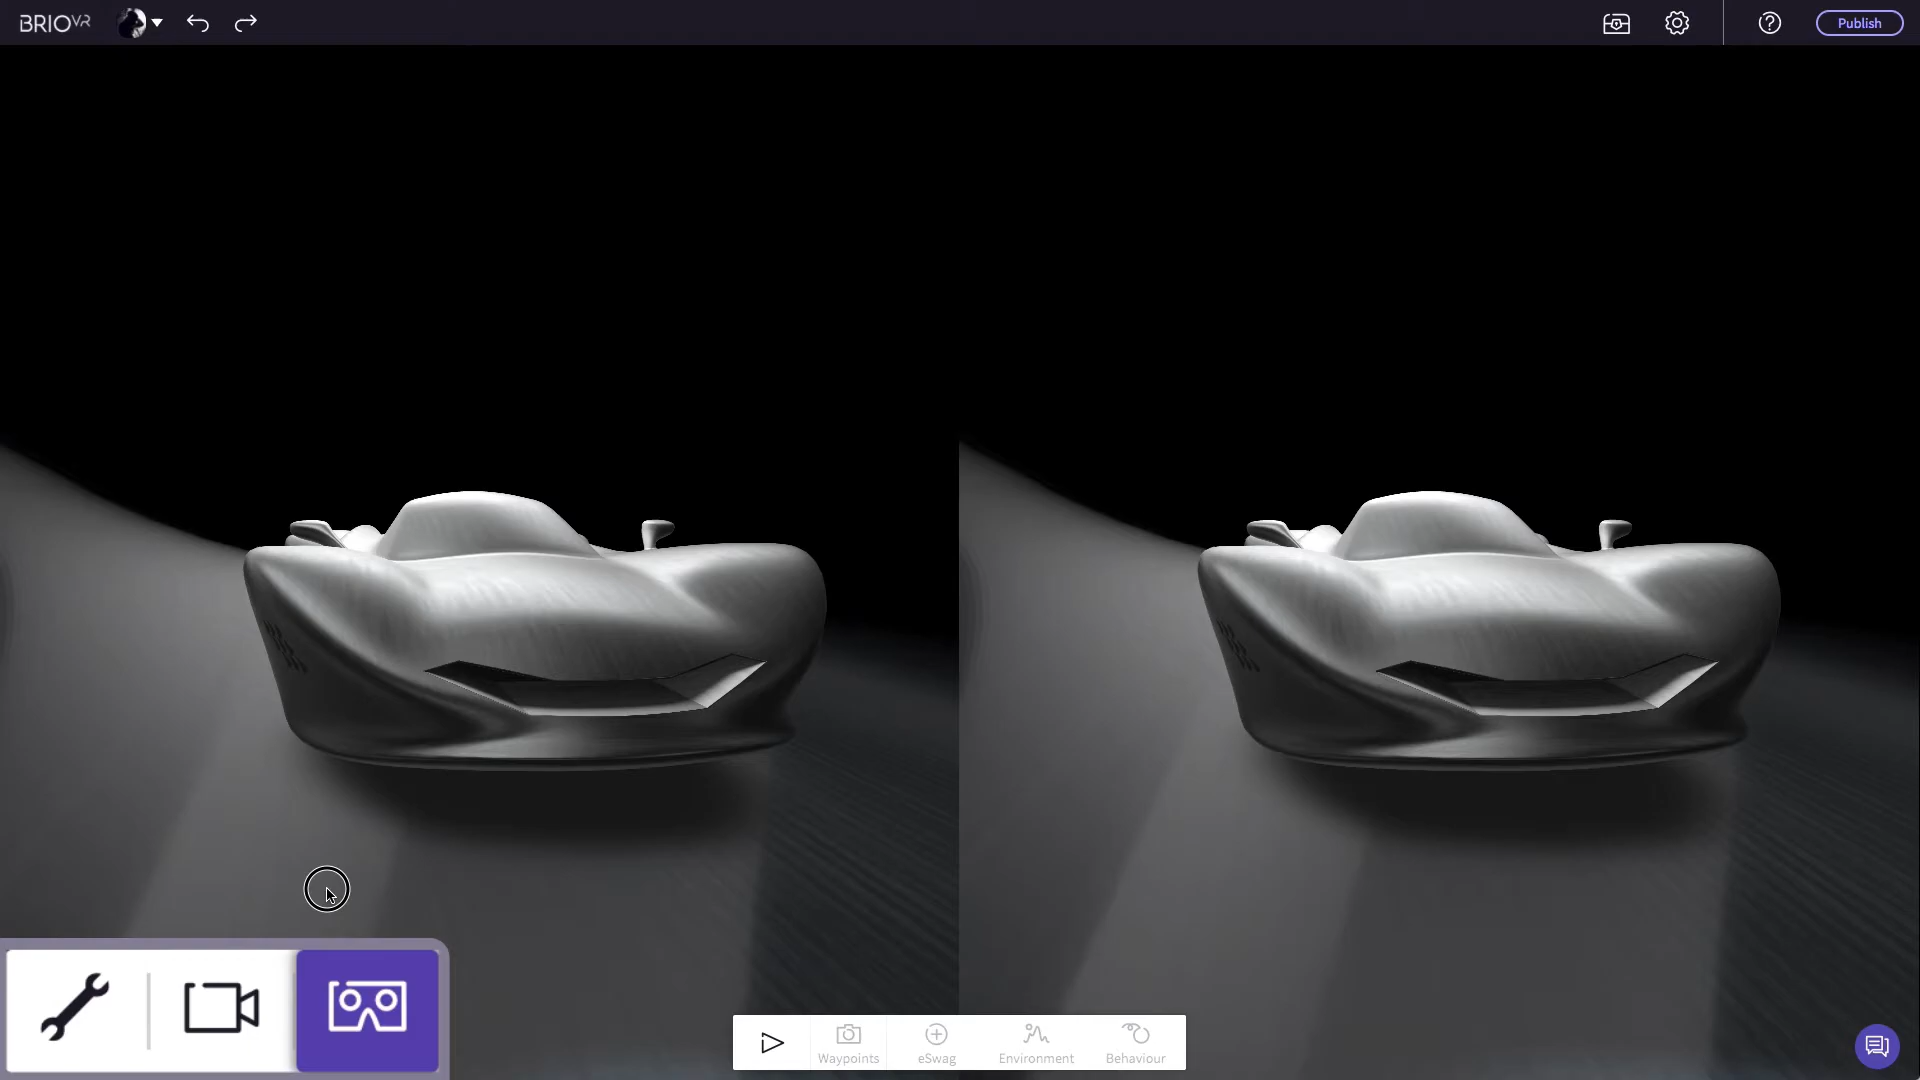 BRIOVR
Publish
Waypoints
eSwag
Environment
Behaviour